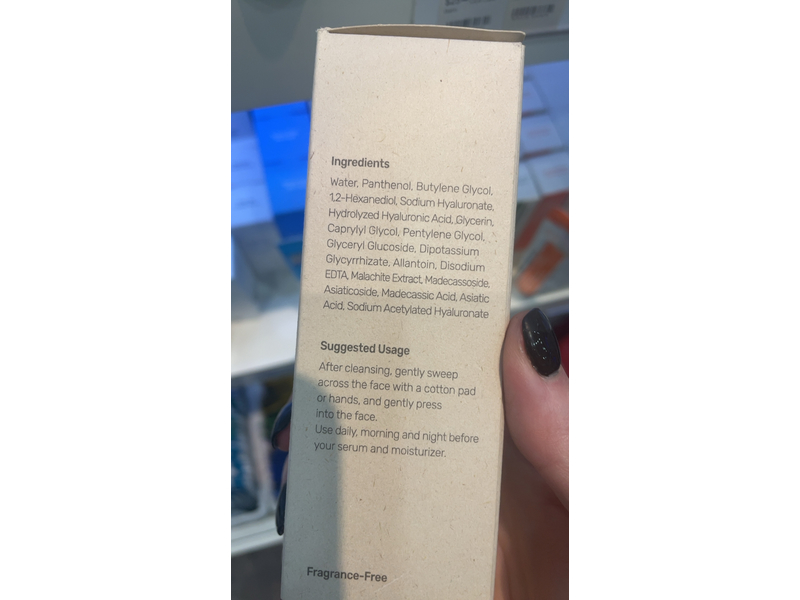 Ingredients
Water, Panthenol, Butylene Glycol,
1,2-Hexanediol, Sodium Hyaluronate,
Hydrolyzed Hyaluronic Acid, Glycerin,
Caprylyl Glycol, Pentylene Glycol,
Glyceryl Glucoside, Dipotassium
Glycyrrhizate, Allantoin, Disodium
EDTA, Malachite Extract, Madecassoside,
Asiaticoside, Madecassic Acid, Asiatic
Acid, Sodium Acetylated Hyaluronate
Suggested Usage
After cleansing, gently sweep
across the face with a cotton pad
or hands, and gently press
into the face.
Use daily, morning and night before
your serum and moisturizer.
Fragrance-Free